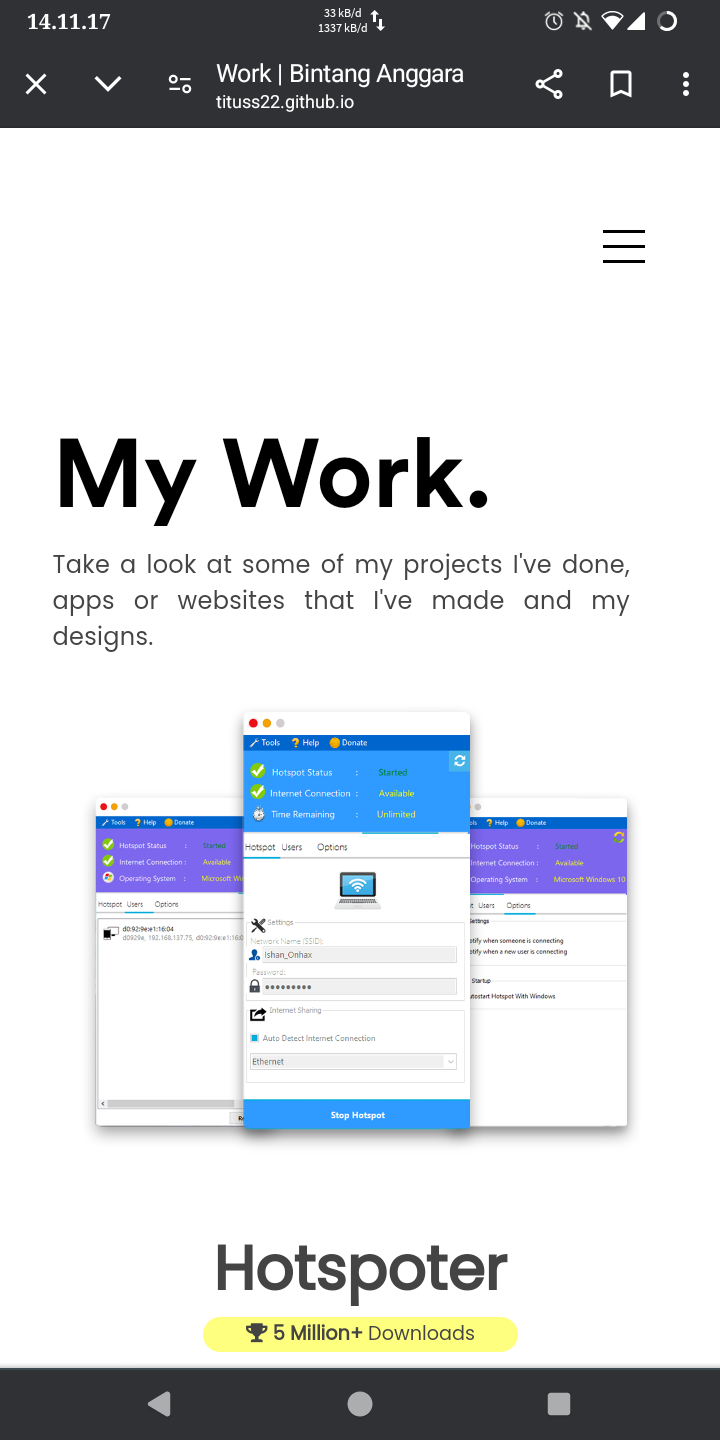 14.11.17
33 kB/d
1337 kB/d
Work | Bintang Anggara
tituss22.github.io
My Work.
Take a look at some of my projects I've done,
apps or websites that I've made and my
designs.
Tools ? Help Donate
Hotspot Status : Started
Internet Connection : Available
Time Remaining : Unlimited
Hotspot Users Options
Settings
Network Name (SSID):
ishan_Onhax
Password:
Internet Sharing
Auto Detect Internet Connection
Ethernet
Stop Hotspot
Tools ? Help Donate
Hotspot Status : Started
Internet Connection : Available
Operating System : Microsoft Wi
Hotspot Users Options
d0:92:9e:e1:16:04
d0929e, 192.168.137.75, d0:92:9e:e1:16:0
? Help Donate
Hotspot Status : Started
Internet Connection : Available
Operating System : Microsoft Windows 10
Users Options
ettings
otify when someone is connecting
otify when a new user is connecting
Startup
utostart Hotspot With Windows
Hotspoter
5 Million+ Downloads